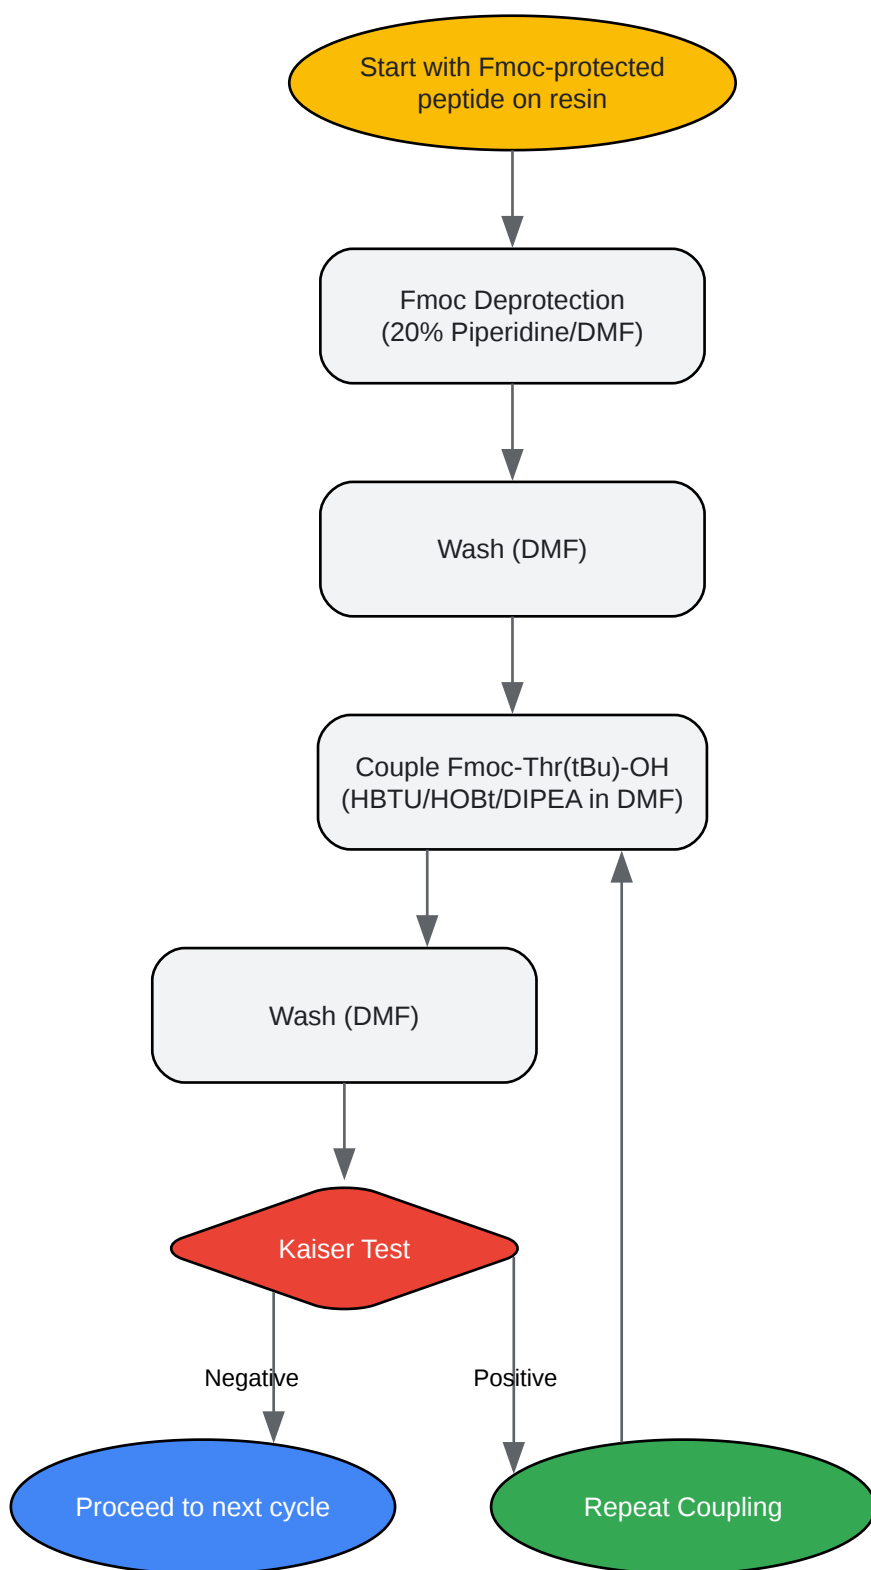 Start with Fmoc-protected
peptide on resin
Fmoc Deprotection
(20% Piperidine/DMF)
Wash (DMF)
Couple Fmoc-Thr(tBu)-OH
(HBTU/HOBt/DIPEA in DMF)
Wash (DMF)
Kaiser Test
Negative
Positive
Proceed to next cycle
Repeat Coupling